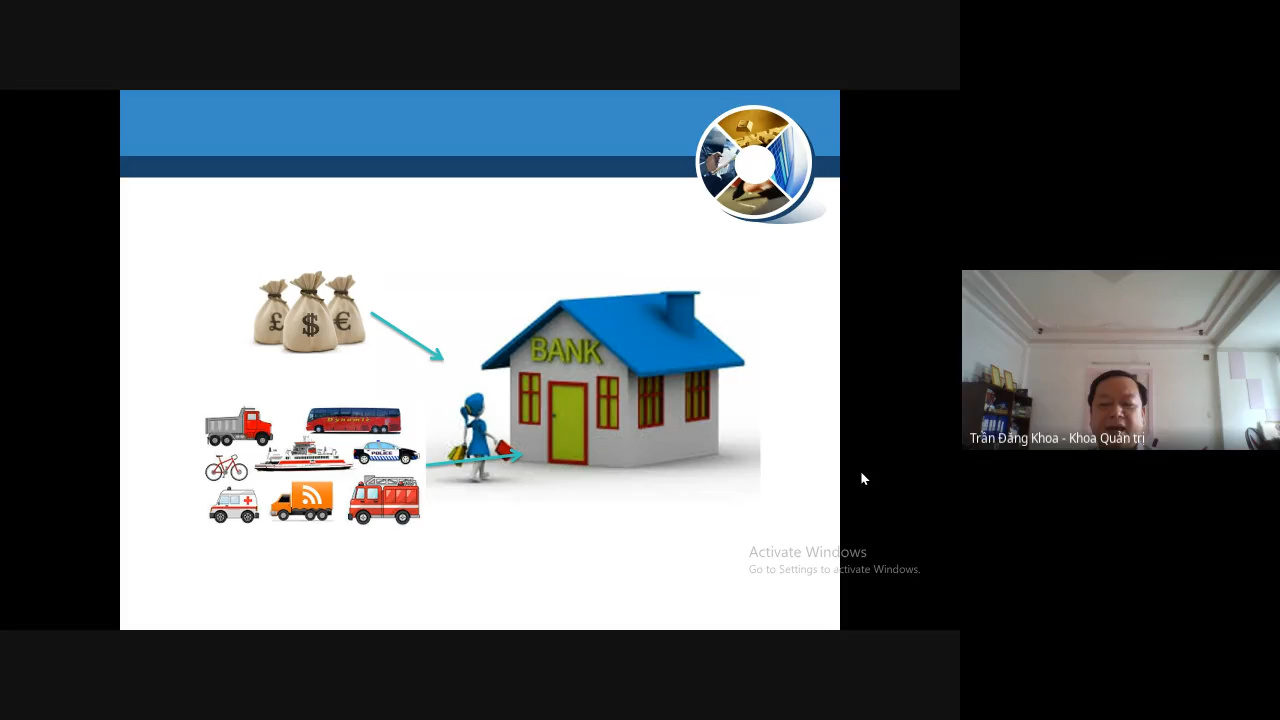 £
$
€
BANK
POLICE
Trần Đăng Khoa - Khoa Quản trị
Activate Windows
Go to Settings to activate Windows.